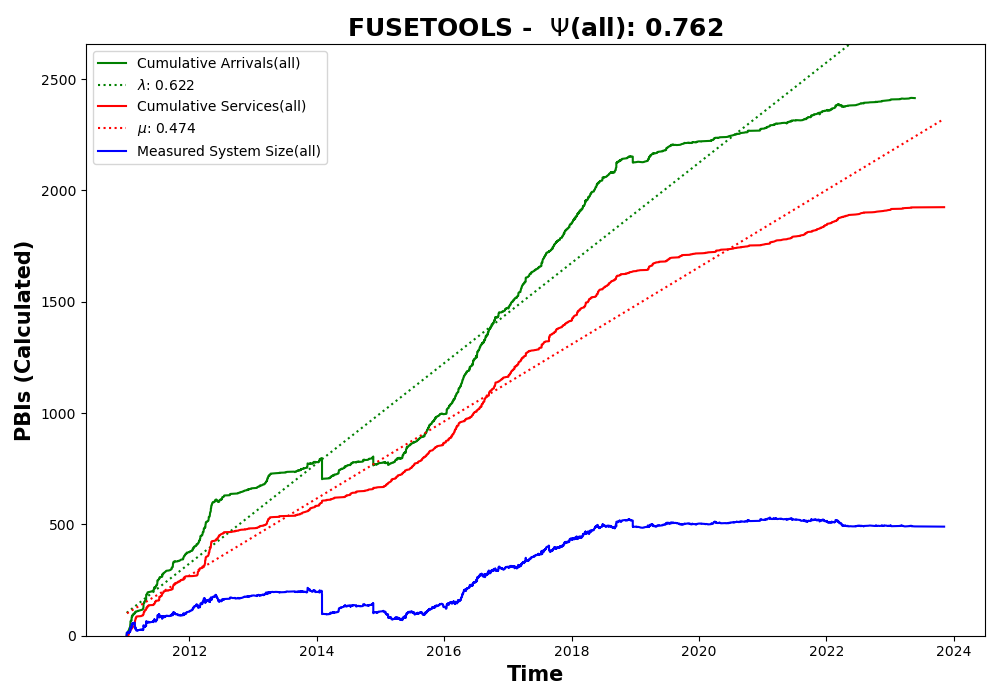 FUSETOOLS - Ψ(all): 0.762
Cumulative Arrivals(all)
λ: 0.622
Cumulative Services(all)
μ: 0.474
Measured System Size(all)
PBIs (Calculated)
2500
2000
1500
1000
500
0
2012 2014 2016 2018 2020 2022 2024
Time